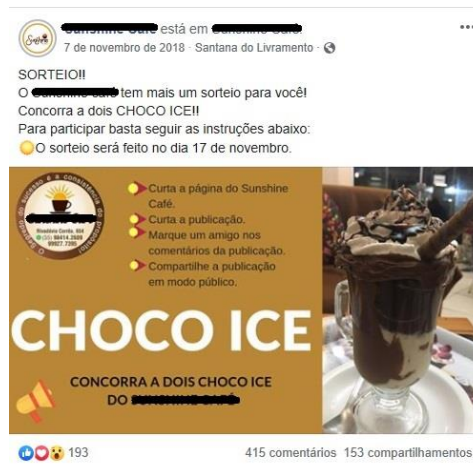 está em
7 de novembro de 2018 · Santana do Livramento ·
SORTEIO!!
O tem mais um sorteio para você!
Concorra a dois CHOCO ICE!!
Para participar basta seguir as instruções abaixo:
O sorteio será feito no dia 17 de novembro.
Curta a página do Sunshine
Café.
Curta a publicação.
Marque um amigo nos
comentários da publicação.
Compartilhe a publicação
em modo público.
CHOCO ICE
CONCORRA A DOIS CHOCO ICE
DO
193
415 comentários 153 compartilhamentos